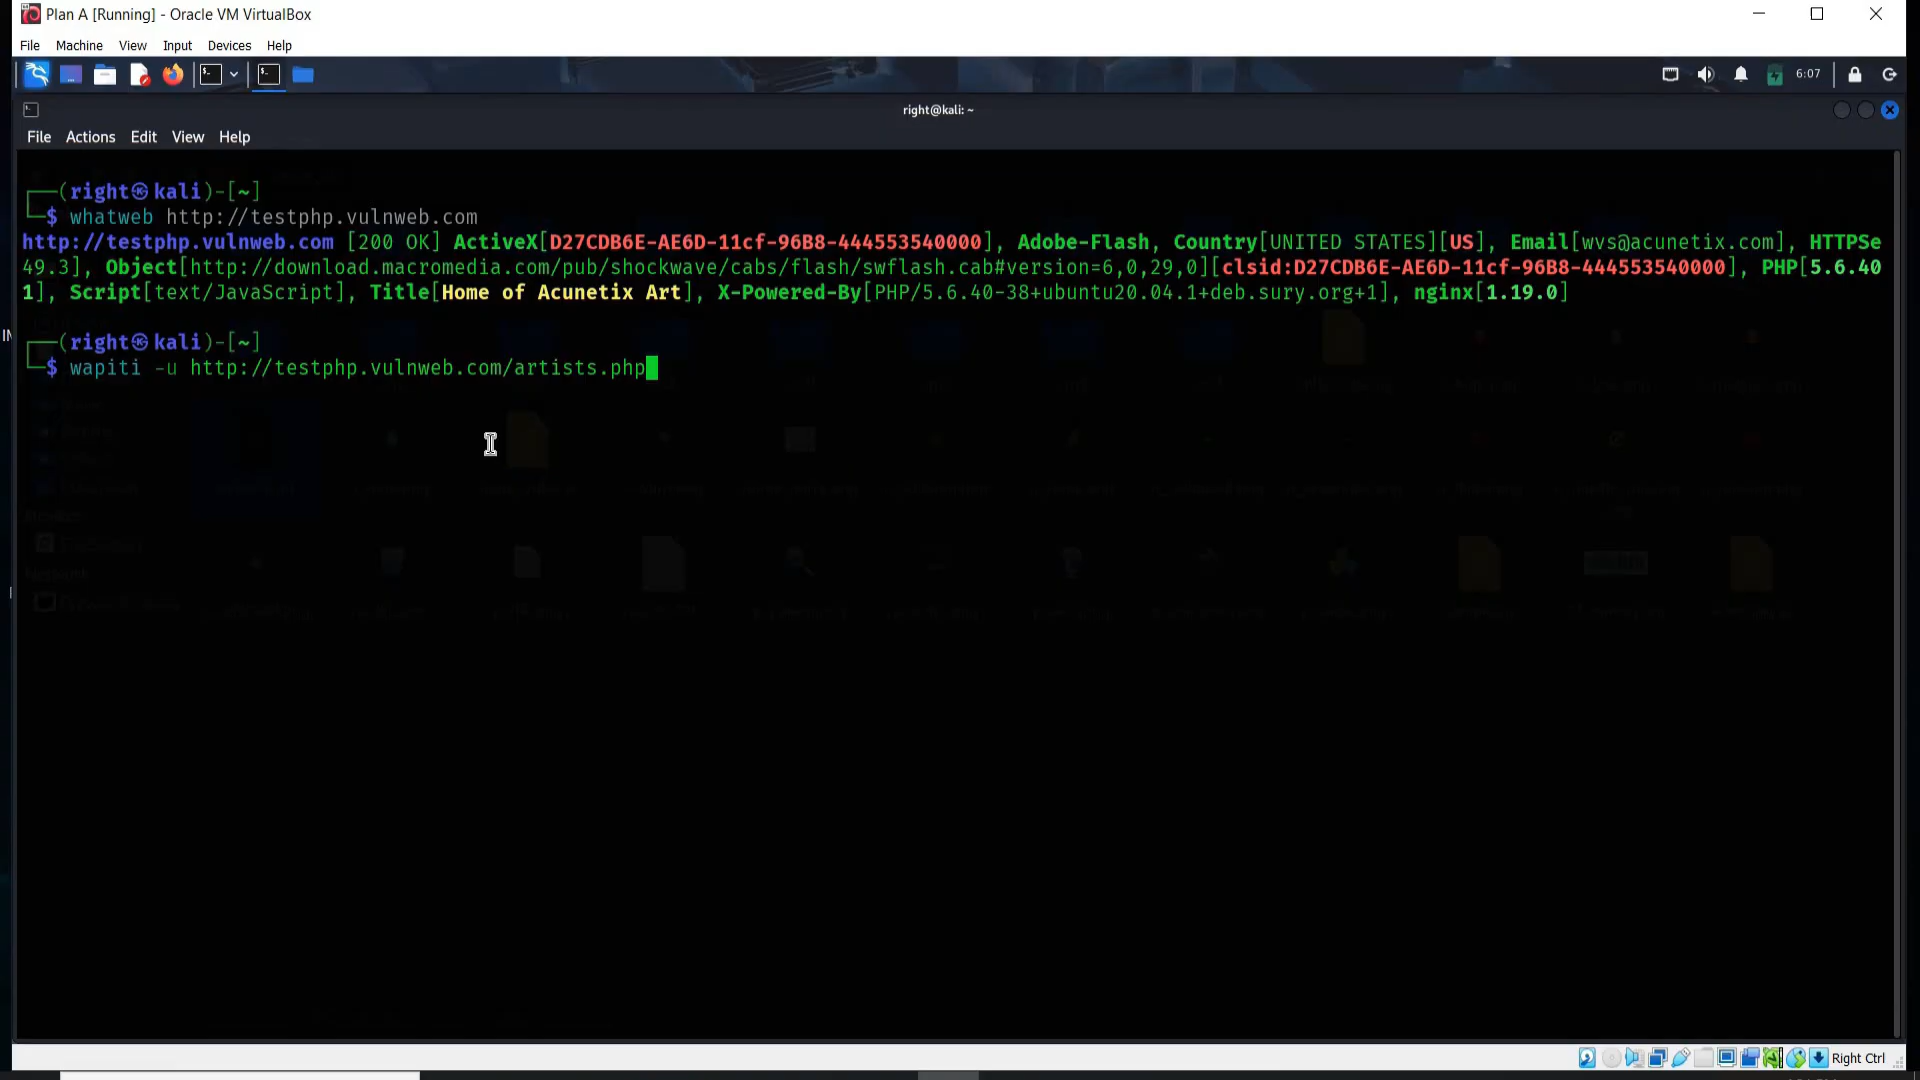 Plan A [Running] - Oracle VM VirtualBox
File Machine View Input Devices Help
6:07
right@kali: ~
File Actions Edit View Help
┌──(right㉿kali)-[~]
└─$ whatweb http://testphp.vulnweb.com
http://testphp.vulnweb.com [200 OK] ActiveX[D27CDB6E-AE6D-11cf-96B8-444553540000], Adobe-Flash, Country[UNITED STATES][US], Email[wvs@acunetix.com], HTTPSe
49.3], Object[http://download.macromedia.com/pub/shockwave/cabs/flash/swflash.cab#version=6,0,29,0][clsid:D27CDB6E-AE6D-11cf-96B8-444553540000], PHP[5.6.40
1], Script[text/JavaScript], Title[Home of Acunetix Art], X-Powered-By[PHP/5.6.40-38+ubuntu20.04.1+deb.sury.org+1], nginx[1.19.0]
┌──(right㉿kali)-[~]
└─$ wapiti -u http://testphp.vulnweb.com/artists.php
Right Ctrl